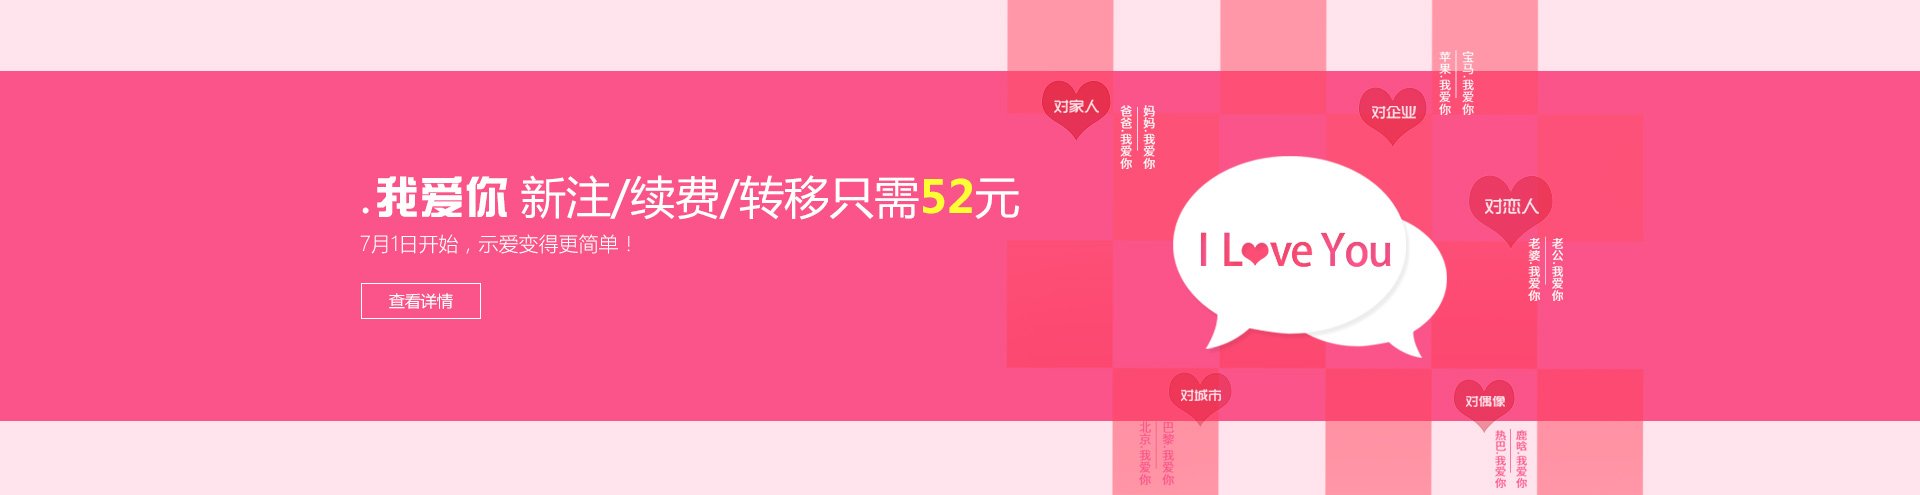 .我爱你 新注/续费/转移只需52元
7月1日开始，示爱变得更简单！
查看详情
I Love You
对家人
妈妈.我爱你
爸爸.我爱你
对企业
宝马.我爱你
苹果.我爱你
对恋人
老公.我爱你
老婆.我爱你
对城市
巴黎.我爱你
北京.我爱你
对偶像
鹿晗.我爱你
热巴.我爱你